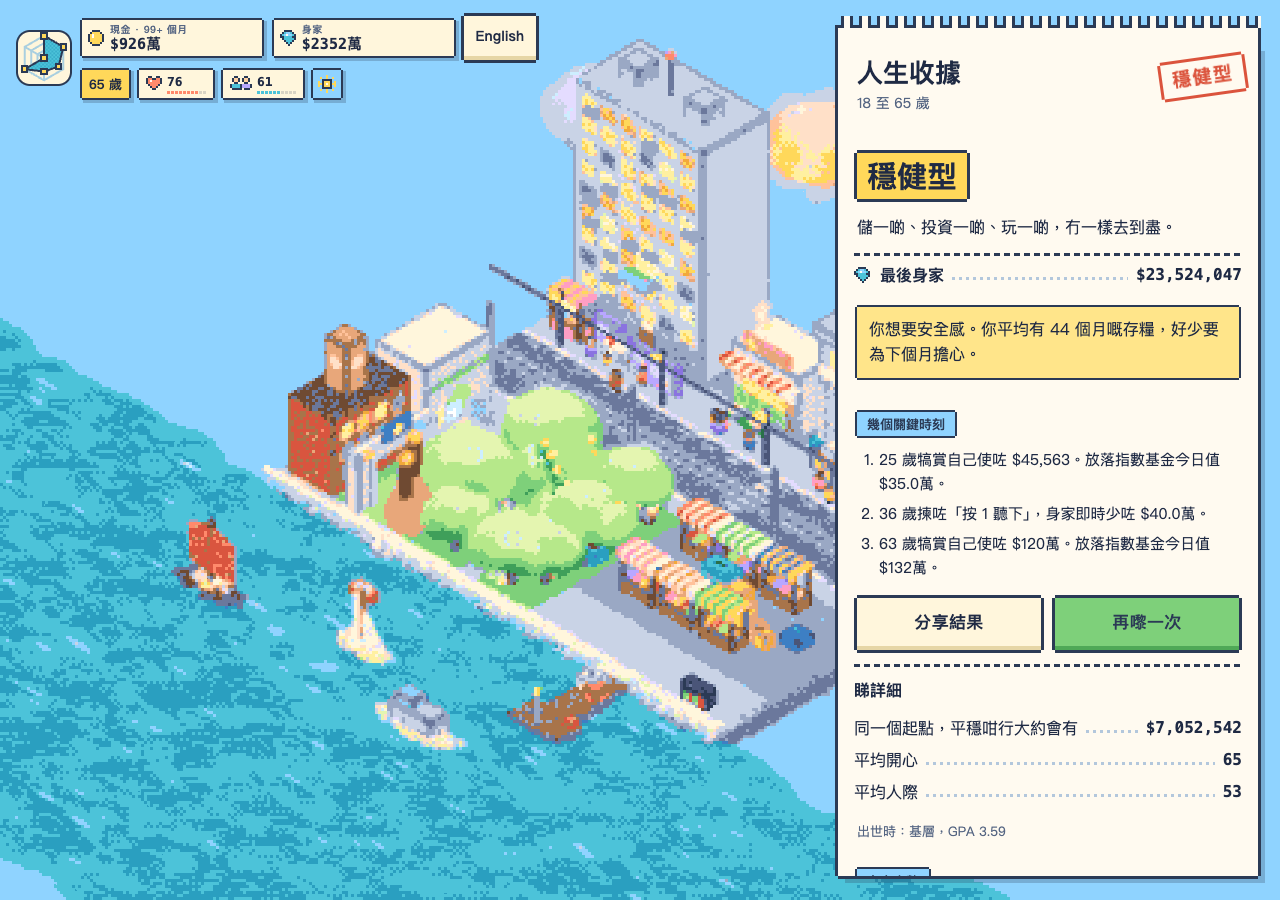 現金 · 99+ 個月
$926萬
身家
$2352萬
English
65 歲
76
61
人生收據
18 至 65 歲
穩健型
穩健型
儲一啲、投資一啲、玩一啲，冇一樣去到盡。
最後身家 $23,524,047
你想要安全感。你平均有 44 個月嘅存糧，好少要
為下個月擔心。
幾個關鍵時刻
1. 25 歲犒賞自己使咗 $45,563。放落指數基金今日值
$35.0萬。
2. 36 歲揀咗「按 1 聽下」，身家即時少咗 $40.0萬。
3. 63 歲犒賞自己使咗 $120萬。放落指數基金今日值
$132萬。
分享結果
再嚟一次
睇詳細
同一個起點，平穩咁行大約會有 $7,052,542
平均開心 65
平均人際 53
出世時：基層，GPA 3.59